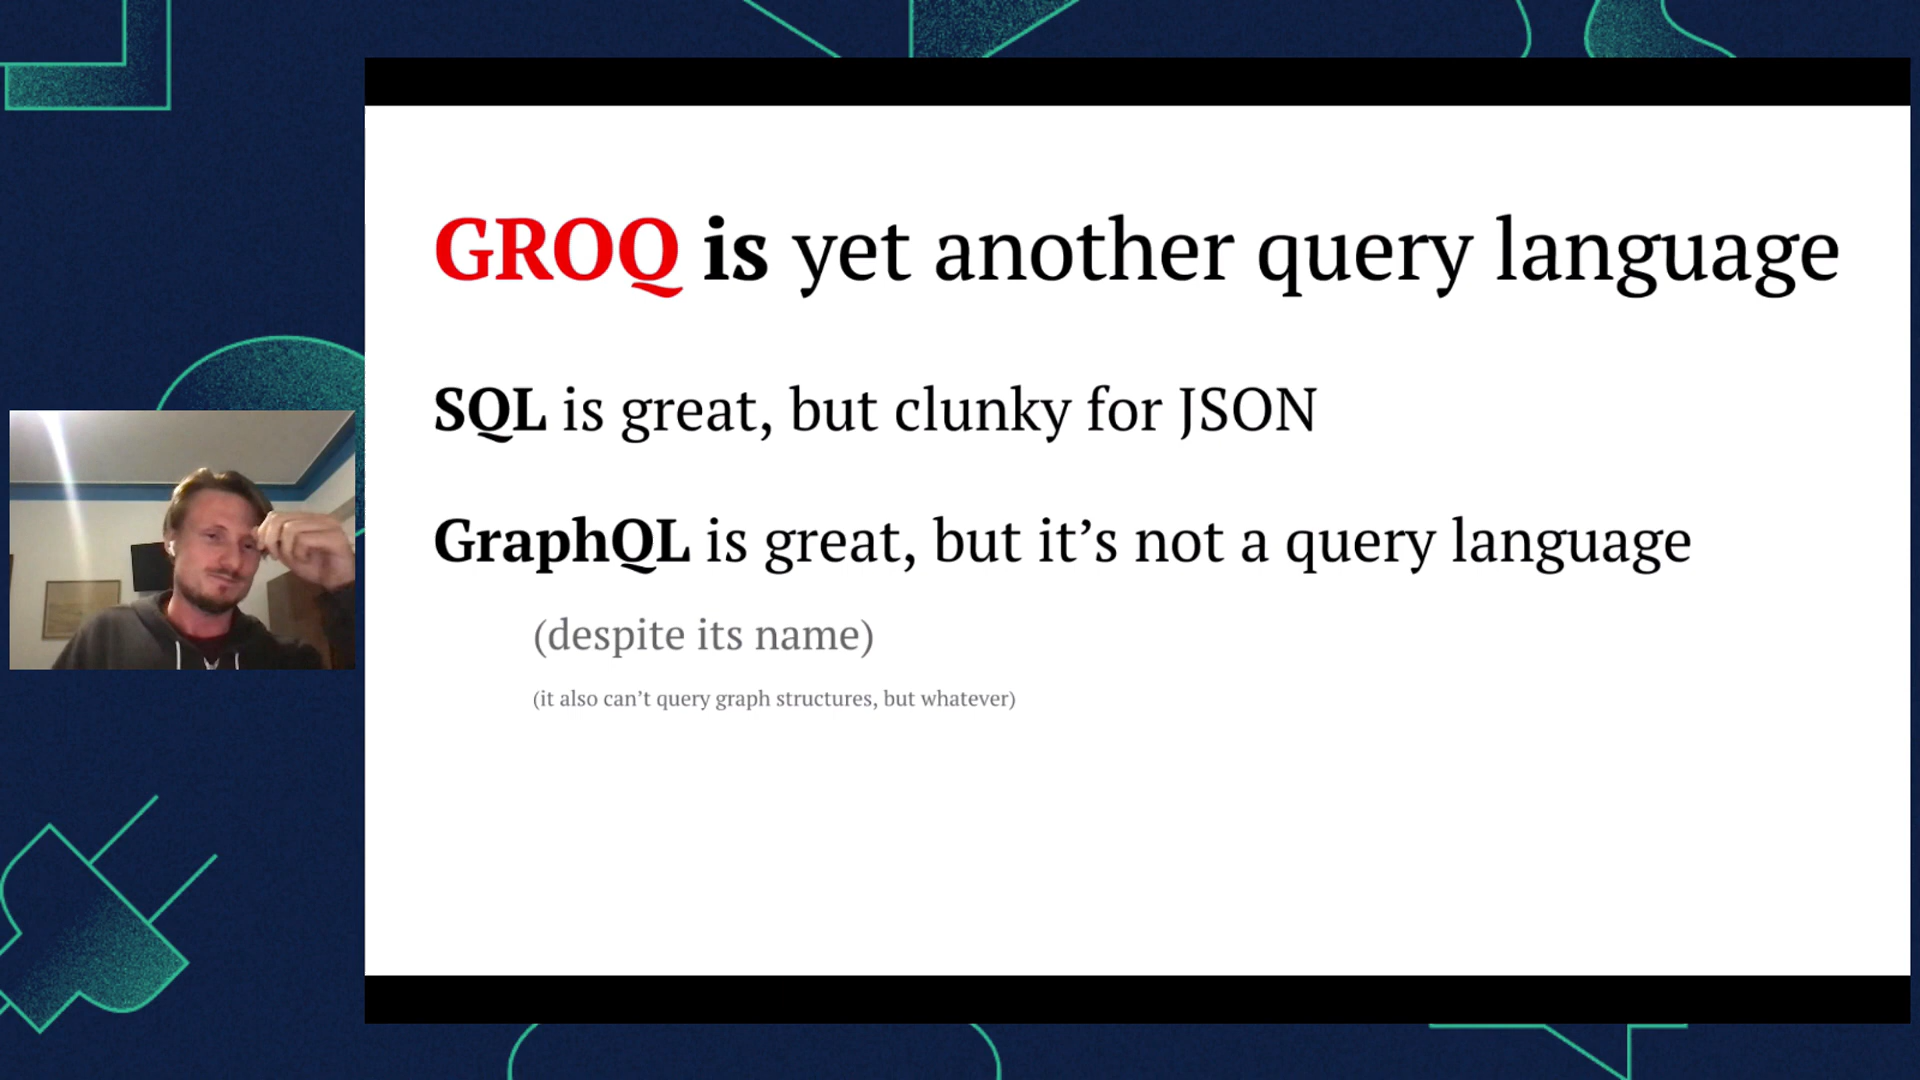 GROQ is yet another query language
SQL is great, but clunky for JSON
GraphQL is great, but it’s not a query language
(despite its name)
(it also can’t query graph structures, but whatever)